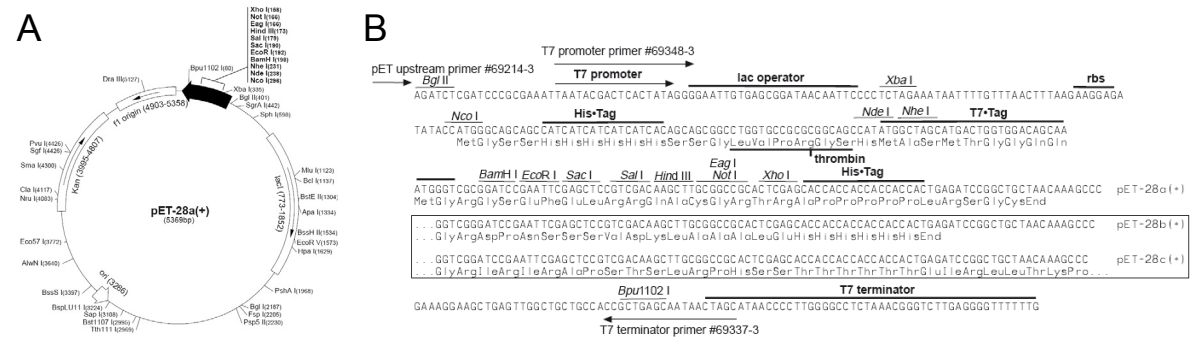 A
Xho I(158)
Not I(166)
Eag I(166)
Hind III(173)
Sal I(179)
Sac I(190)
EcoR I(192)
BamH I(198)
Nhe I(231)
Nde I(238)
Nco I(296)
Bpu1102 I(80)
Dra III(5127)
Xba I(335)
Bgl II(401)
SgrA I(442)
Sph I(598)
f1 origin (4903-5358)
Pvu I(4426)
Sgf I(4426)
Sma I(4300)
Kan (3995-4807)
Cla I(4117)
Nru I(4083)
Mlu I(1123)
Bcl I(1137)
BstE II(1304)
Apa I(1334)
lacI (773-1852)
BssH II(1534)
EcoR V(1573)
Hpa I(1629)
pET-28a(+)
(5369bp)
Eco57 I(3772)
AlwN I(3640)
ori (3286)
BssS I(3397)
BspLU11 I(3224)
Sap I(3108)
Bst1107 I(2995)
Tth111 I(2969)
PshA I(1968)
Bgl I(2187)
Fsp I(2205)
Psp5 II(2230)
B
T7 promoter primer #69348-3
pET upstream primer #69214-3
Bgl II
T7 promoter
lac operator
Xba I
rbs
AGATCTCGATCCCGCGAAATTAATACGACTCACTATAGGGGAATTGTGAGCGGATAACAATTCCCCTCTAGAAATAATTTTGTTTAACTTTAAGAAGGAGA
Nco I
His•Tag
Nde I
Nhe I
T7•Tag
TATACCATGGGCAGCAGCCATCATCATCATCATCACAGCAGCGGCCTGGTGCCGCGCGGCAGCCATATGGCTAGCATGACTGGTGGACAGCAA
MetGlySerSerHisHisHisHisHisHisSerSerGlyLeuValProArgGlySerHisMetAlaSerMetThrGlyGlyGlnGln
thrombin
BamH I
EcoR I
Sac I
Sal I
Hind III
Eag I
Not I
Xho I
His•Tag
ATGGGTCGCGGATCCGAATTCGAGCTCCGTCGACAAGCTTGCGGCCGCACTCGAGCACCACCACCACCACCACTGAGATCCGGCTGCTAACAAAGCCC pET-28a(+)
MetGlyArgGlySerGluPheGluLeuArgArgGlnAlaCysGlyArgThrArgAlaProProProProProProLeuArgSerGlyCysEnd
...GGTCGGGATCCGAATTCGAGCTCCGTCGACAAGCTTGCGGCCGCACTCGAGCACCACCACCACCACCACTGAGATCCGGCTGCTAACAAAGCCC pET-28b(+)
...GlyArgAspProAsnSerSerSerValAspLysLeuAlaAlaAlaLeuGluHisHisHisHisHisHisEnd
...GGTCGGATCCGAATTCGAGCTCCGTCGACAAGCTTGCGGCCGCACTCGAGCACCACCACCACCACCACTGAGATCCGGCTGCTAACAAAGCCC pET-28c(+)
...GlyArgIleArgIleArgAlaProSerThrSerLeuArgProHisSerSerThrThrThrThrThrThrGluIleArgLeuLeuThrLysPro...
Bpu1102 I
T7 terminator
GAAAGGAAGCTGAGTTGGCTGCTGCCACCGCTGAGCAATAACTAGCATAACCCCTTGGGGCCTCTAAACGGGTCTTGAGGGGTTTTTTG
T7 terminator primer #69337-3